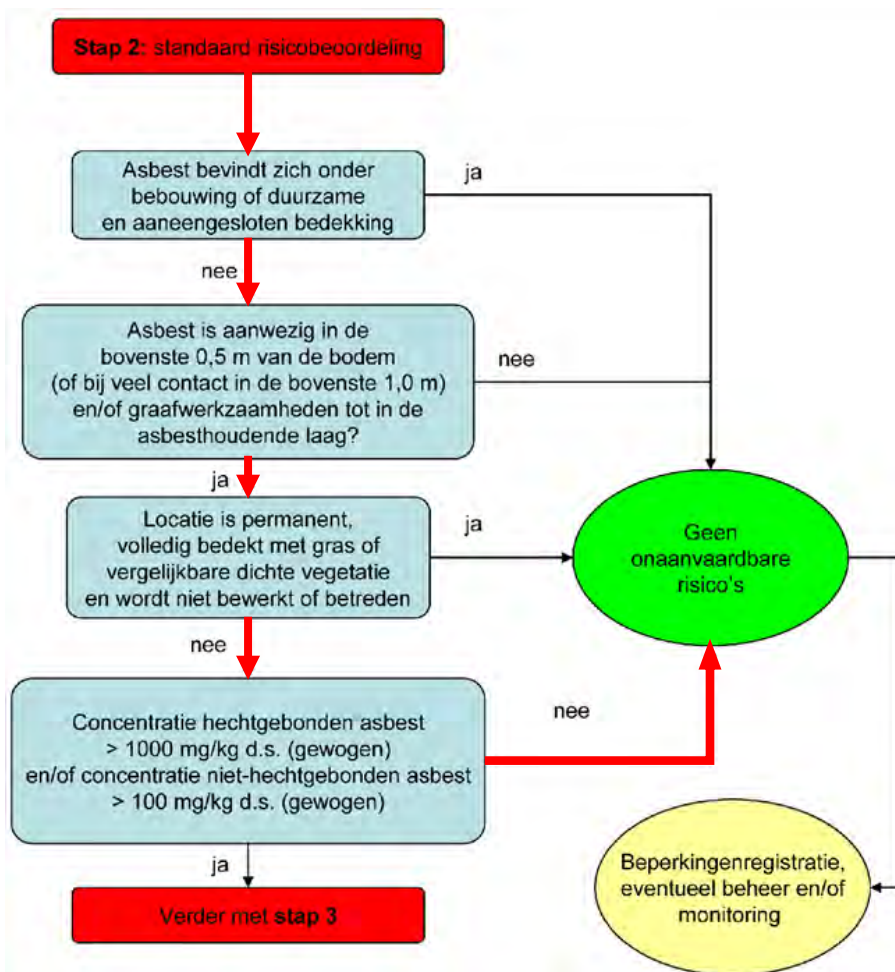 Stap 2: standaard risicobeoordeling
Asbest bevindt zich onder
bebouwing of duurzame
en aaneengesloten bedekking
ja
nee
Asbest is aanwezig in de
bovenste 0,5 m van de bodem
(of bij veel contact in de bovenste 1,0 m)
en/of graafwerkzaamheden tot in de
asbesthoudende laag?
nee
ja
Locatie is permanent,
volledig bedekt met gras of
vergelijkbare dichte vegetatie
en wordt niet bewerkt of betreden
ja
Geen
onaanvaardbare
risico's
nee
Concentratie hechtgebonden asbest
> 1000 mg/kg d.s. (gewogen)
en/of concentratie niet-hechtgebonden asbest
> 100 mg/kg d.s. (gewogen)
nee
ja
Beperkingenregistratie,
eventueel beheer en/of
monitoring
Verder met stap 3